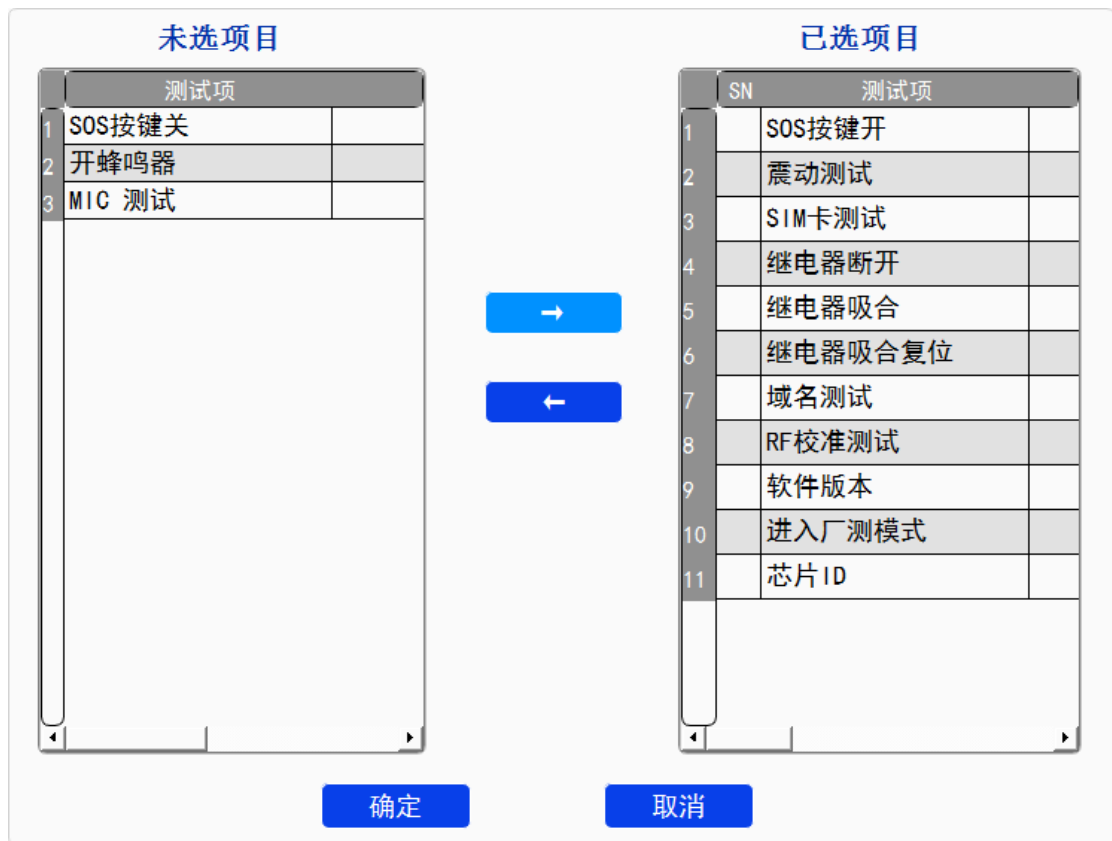 未选项目
测试项
1 SOS按键关
2 开蜂鸣器
3 MIC 测试
→
←
已选项目
SN 测试项
1 SOS按键开
2 震动测试
3 SIM卡测试
4 继电器断开
5 继电器吸合
6 继电器吸合复位
7 域名测试
8 RF校准测试
9 软件版本
10 进入厂测模式
11 芯片ID
确定
取消